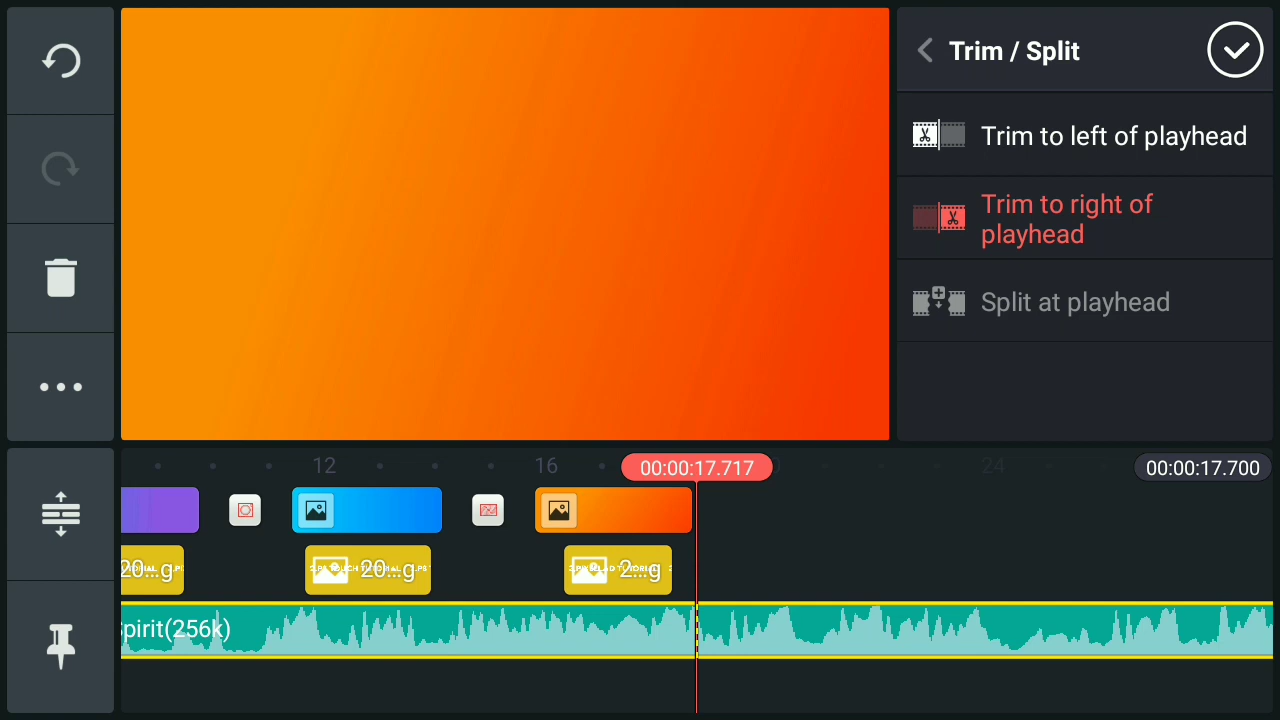 Trim / Split
Trim to left of playhead
Trim to right of
playhead
Split at playhead
12
16
00:00:17.717
24
00:00:17.700
20...g
20...g
2...g
Spirit(256k)